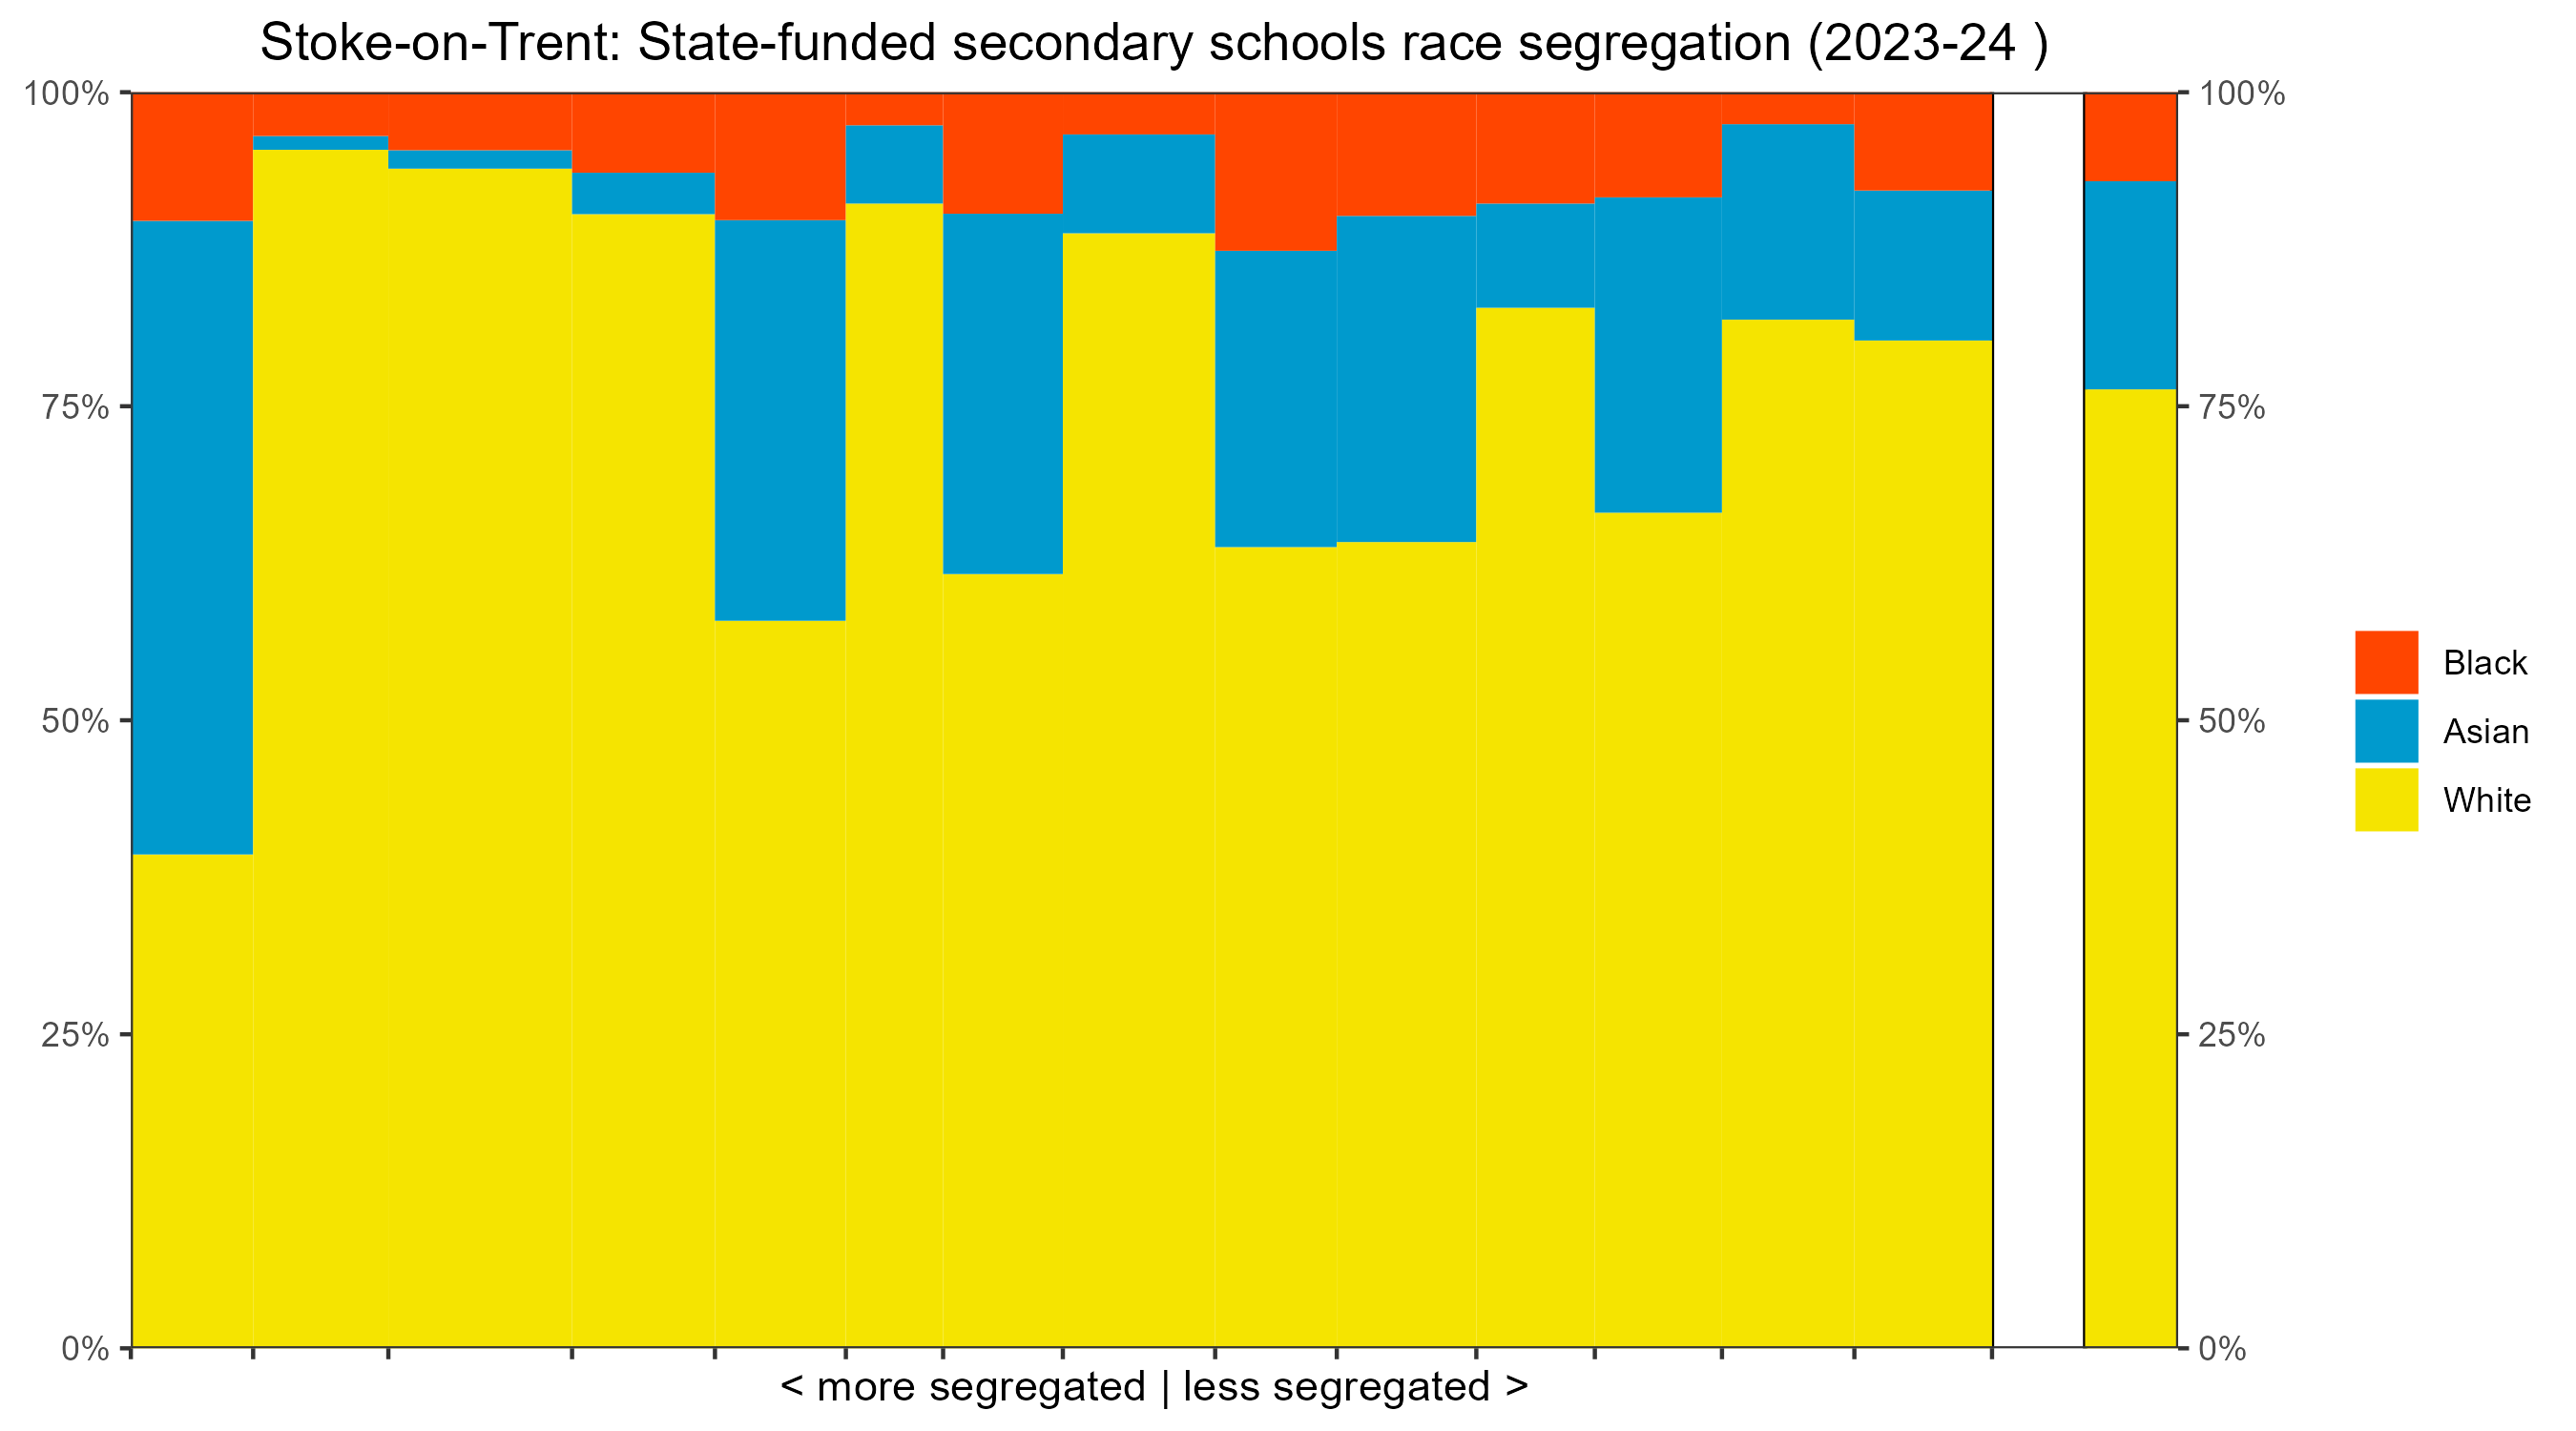 Stoke-on-Trent: State-funded secondary schools race segregation (2023-24 )
100%
75%
50%
25%
0%
100%
75%
50%
25%
0%
Black
Asian
White
< more segregated | less segregated >